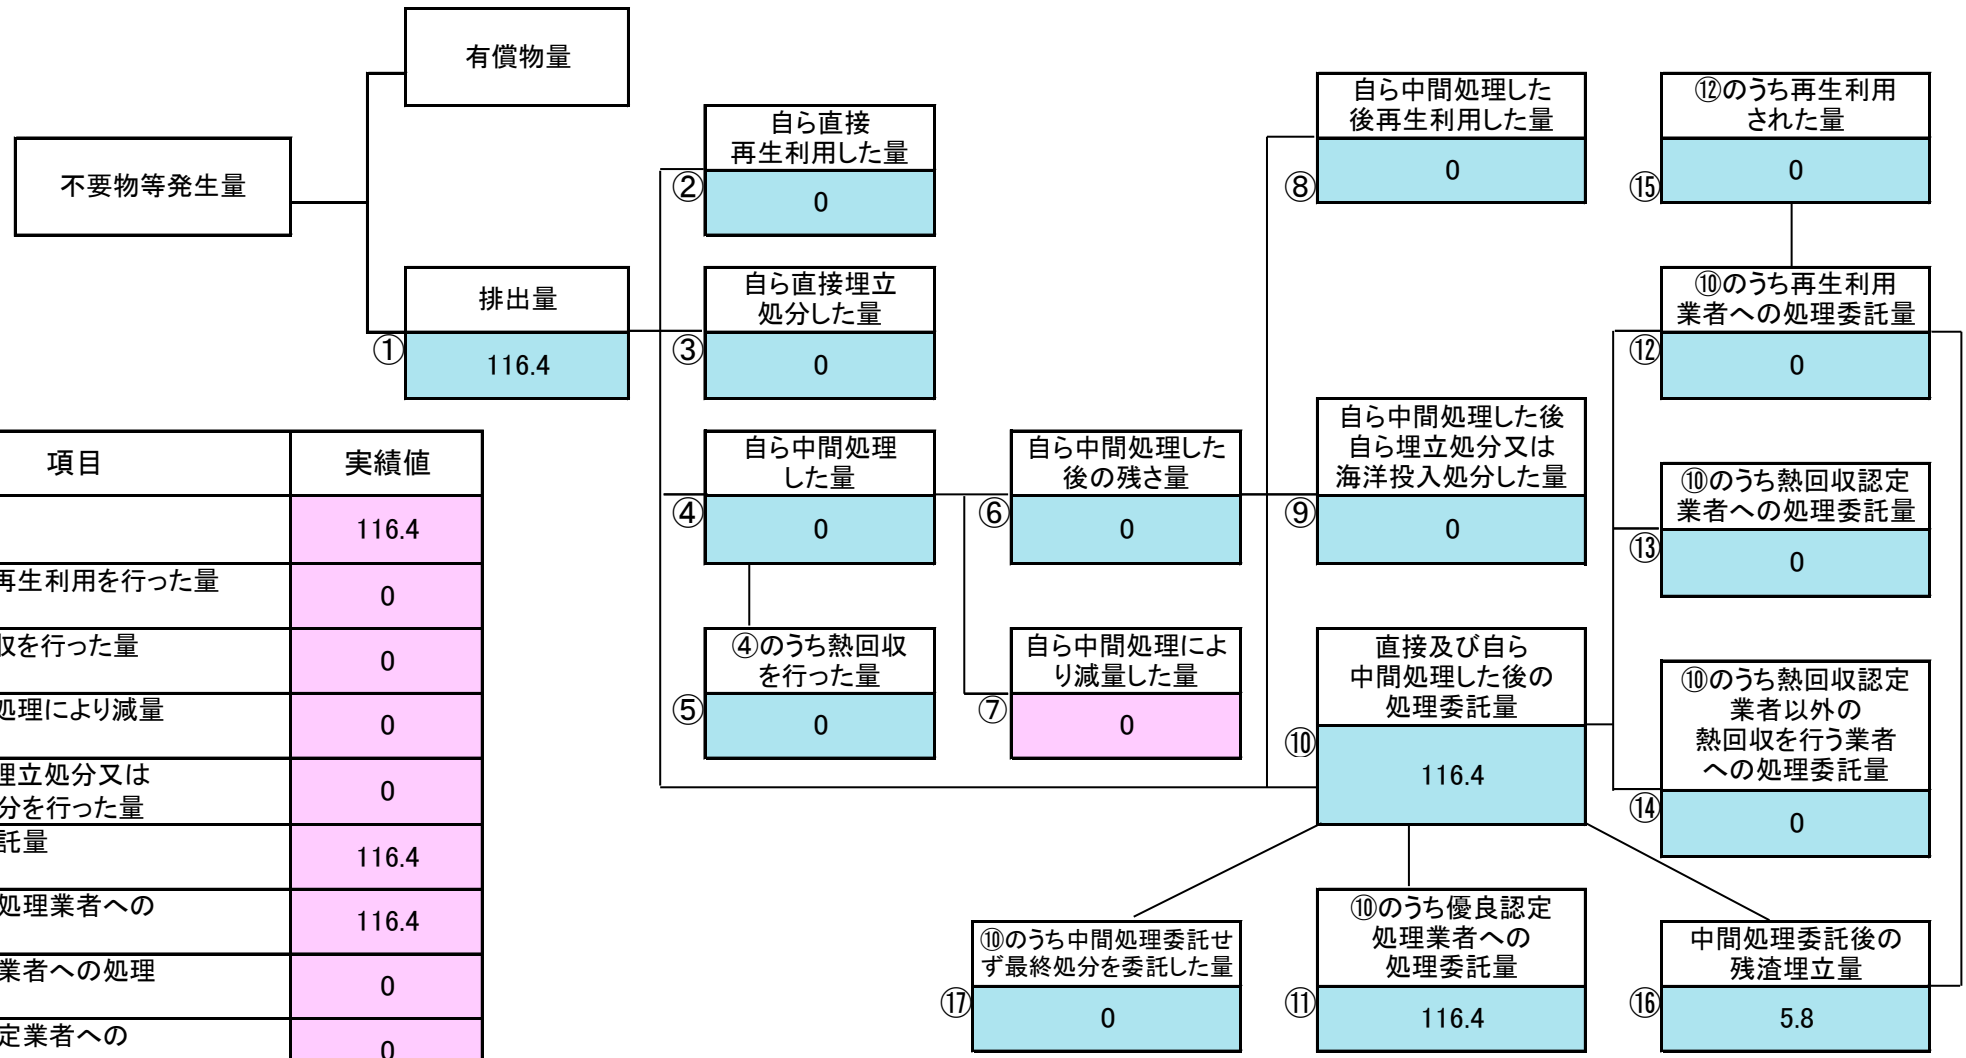 有償物量
不要物等発生量
排出量
①
116.4
自ら直接
再生利用した量
②
0
自ら直接埋立
処分した量
③
0
自ら中間処理
した量
④
0
④のうち熱回収
を行った量
⑤
0
自ら中間処理した
後の残さ量
⑥
0
自ら中間処理によ
り減量した量
⑦
0
自ら中間処理した
後再生利用した量
⑧
0
自ら中間処理した後
自ら埋立処分又は
海洋投入処分した量
⑨
0
直接及び自ら
中間処理した後の
処理委託量
⑩
116.4
⑫のうち再生利用
された量
⑮
0
⑩のうち再生利用
業者への処理委託量
⑫
0
⑩のうち熱回収認定
業者への処理委託量
⑬
0
⑩のうち熱回収認定
業者以外の
熱回収を行う業者
への処理委託量
⑭
0
⑩のうち中間処理委託せ
ず最終処分を委託した量
⑰
0
⑩のうち優良認定
処理業者への
処理委託量
⑪
116.4
中間処理委託後の
残渣埋立量
⑯
5.8
項目 実績値
116.4
再生利用を行った量 0
収を行った量 0
処理により減量 0
埋立処分又は
分を行った量 0
託量 116.4
処理業者への 116.4
業者への処理 0
定業者への 0